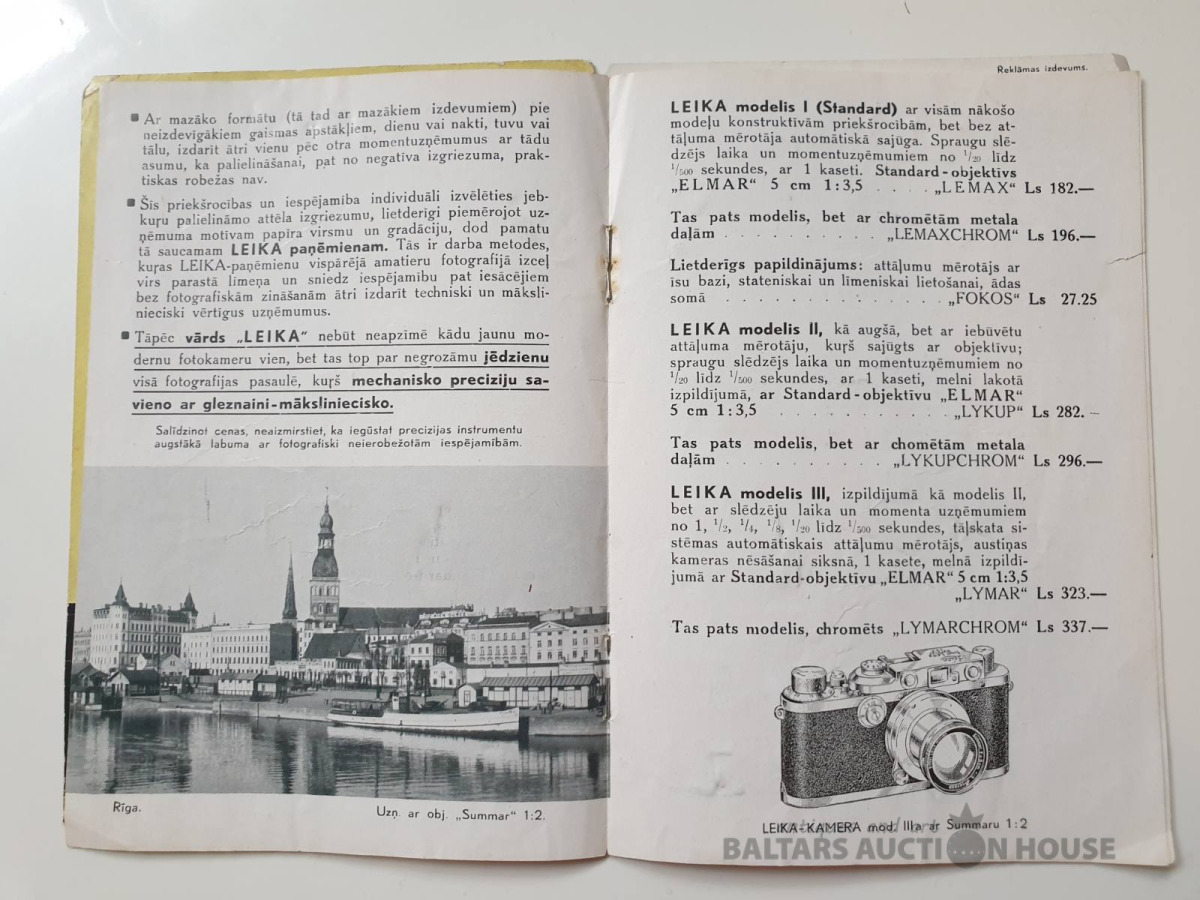 ▪ Ar mazāko formātu (tā tad ar mazākiem izdevumiem) pie
neizdevīgākiem gaismas apstākļiem, dienu vai nakti, tuvu vai
tālu, izdarīt ātri vienu pēc otra momentuzņēmumus ar tādu
asumu, ka palielināšanai, pat no negatīva izgriezuma, prak-
tiskas robežas nav.
▪ Šīs priekšrocības un iespējamība individuāli izvēlēties jeb-
kuŗu palielināmo attēla izgriezumu, lietderīgi piemērojot uz-
ņēmuma motīvam papīra virsmu un gradāciju, dod pamatu
tā saucamam LEIKA paņēmienam. Tās ir darba metodes,
kuŗas LEIKA-paņēmienu vispārējā amatieru fotografijā izceļ
virs parastā līmeņa un sniedz iespējamību pat iesācējiem
bez fotografiskām zināšanām ātri izdarīt techniski un māksli-
nieciski vērtīgus uzņēmumus.
▪ Tāpēc vārds „LEIKA" nebūt neapzīmē kādu jaunu mo-
dernu fotokameru vien, bet tas top par negrozāmu jēdzienu
visā fotografijas pasaulē, kuŗš mechanisko preciziju sa-
vieno ar gleznaini-māksliniecisko.
Salīdzinot cenas, neaizmirstiet, ka iegūstat precizijas instrumentu
augstākā labuma ar fotografiski neierobežotām iespējamībām.
Rīga.
Uzņ. ar obj. „Summar" 1:2.
Reklāmas izdevums.
LEIKA modelis I (Standard) ar visām nākošo
modeļu konstruktīvām priekšrocībām, bet bez at-
tāļuma mērotāja automātiskā sajūga. Spraugu slē-
dzējs laika un momentuzņēmumiem no 1/20 līdz
1/500 sekundes, ar 1 kaseti. Standard-objektīvs
„ELMAR" 5 cm 1:3,5 . . . . „LEMAX" Ls 182.—
Tas pats modelis, bet ar chromētām metala
daļām . . . . . . . . . . „LEMAXCHROM" Ls 196.—
Lietderīgs papildinājums: attāļumu mērotājs ar
īsu bazi, stateniskai un līmeniskai lietošanai, ādas
somā . . . . . . . . . . . . . . . „FOKOS" Ls 27.25
LEIKA modelis II, kā augšā, bet ar iebūvētu
attāļuma mērotāju, kuŗš sajūgts ar objektīvu;
spraugu slēdzējs laika un momentuzņēmumiem no
1/20 līdz 1/500 sekundes, ar 1 kaseti, melni lakotā
izpildījumā, ar Standard-objektīvu „ELMAR"
5 cm 1:3,5 . . . . . . . . . . . „LYKUP" Ls 282. –
Tas pats modelis, bet ar chomētām metala
daļām . . . . . . . . . . „LYKUPCHROM" Ls 296.—
LEIKA modelis III, izpildījumā kā modelis II,
bet ar slēdzēju laika un momenta uzņēmumiem
no 1, 1/2, 1/4, 1/8, 1/20 līdz 1/500 sekundes, tāļskata si-
stēmas automātiskais attāļumu mērotājs, austiņas
kameras nēsāšanai siksnā, 1 kasete, melnā izpildī-
jumā ar Standard-objektīvu „ELMAR" 5 cm 1:3,5
„LYMAR" Ls 323.—
Tas pats modelis, chromēts „LYMARCHROM" Ls 337.—
LEIKA-KAMERA mod. IIIa ar Summaru 1:2
BALTARS AUCTION HOUSE